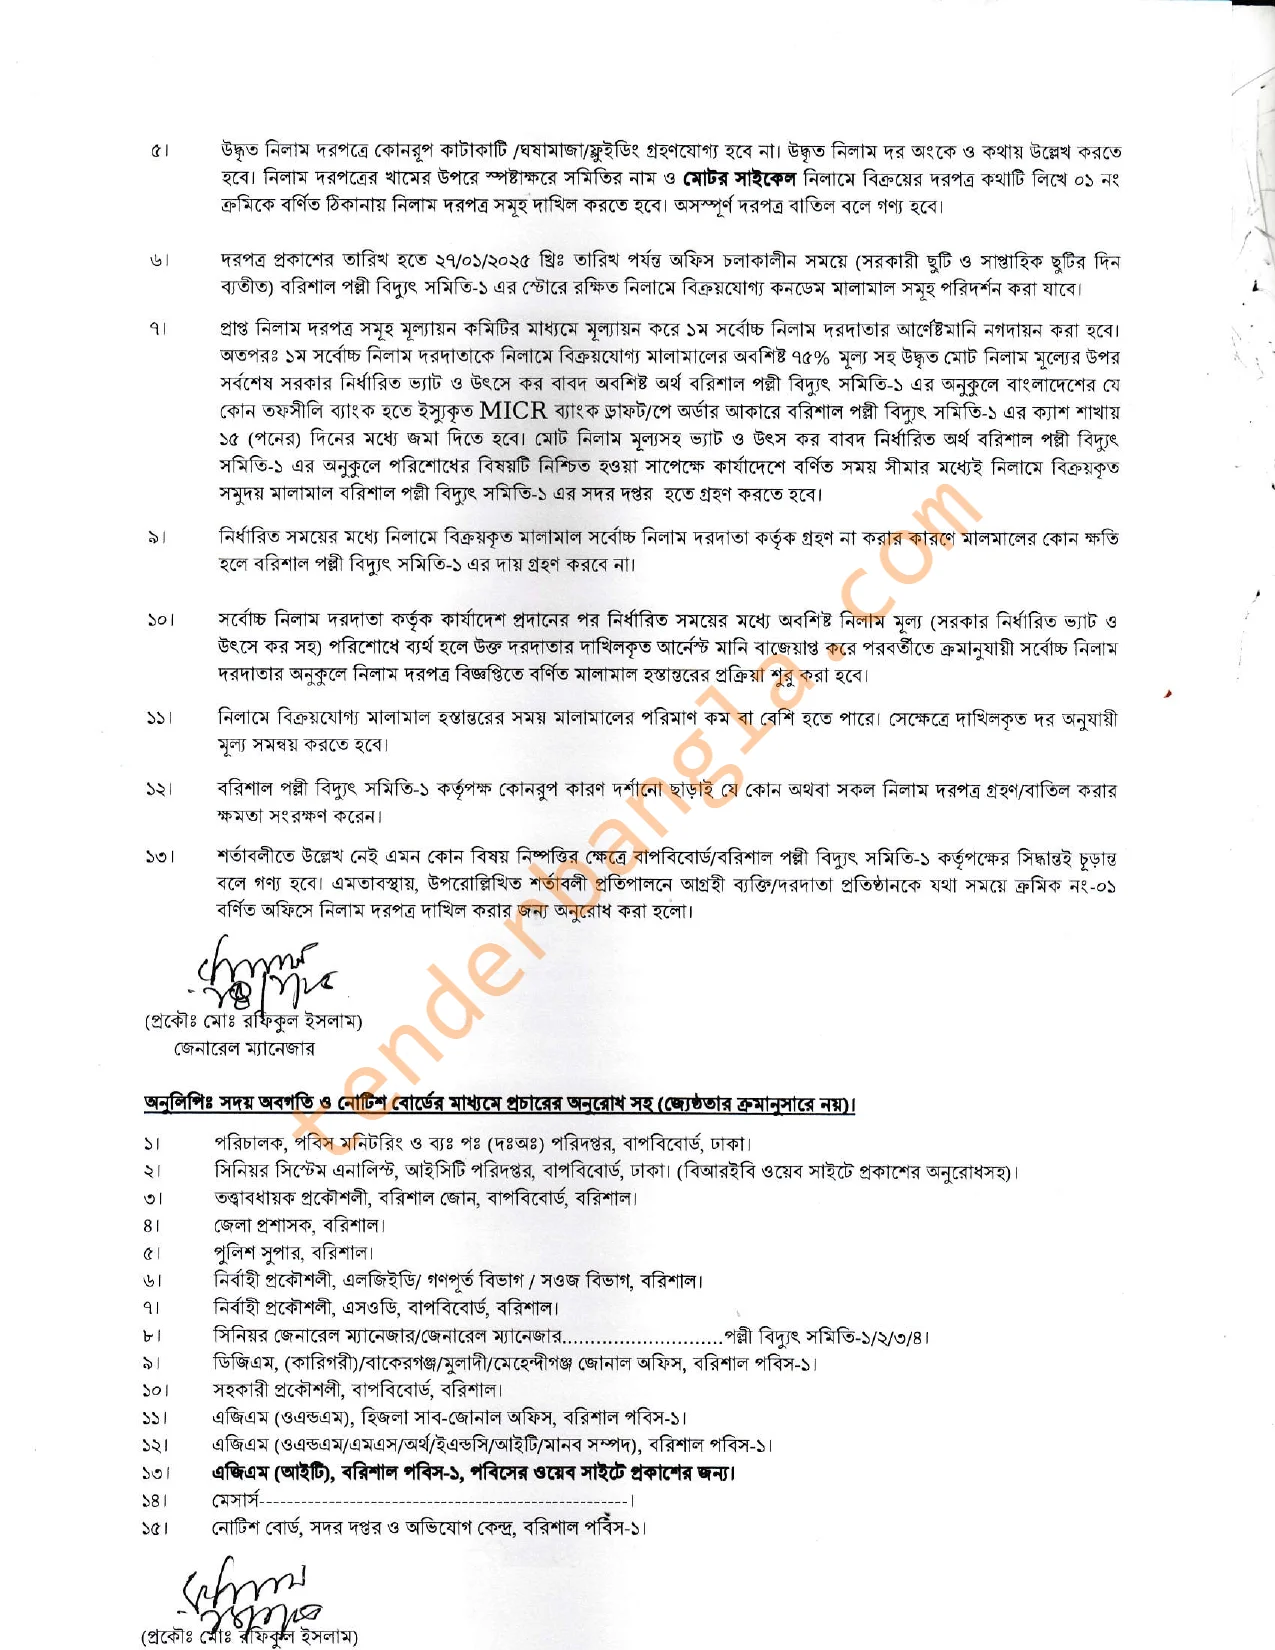 ৫। উদ্ধৃত নিলাম দরপত্রে কোনরূপ কাটাকাটি /ঘষামাজা/ফ্লুইডিং গ্রহণযোগ্য হবে না। উদ্ধৃত নিলাম দর অংকে ও কথায় উল্লেখ করতে
হবে। নিলাম দরপত্রের খামের উপরে স্পষ্টাক্ষরে সমিতির নাম ও মোটর সাইকেল নিলামে বিক্রয়ের দরপত্র কথাটি লিখে ০১ নং
ক্রমিকে বর্ণিত ঠিকানায় নিলাম দরপত্র সমূহ দাখিল করতে হবে। অসম্পূর্ণ দরপত্র বাতিল বলে গণ্য হবে।
৬। দরপত্র প্রকাশের তারিখ হতে ২৭/০১/২০২৫ খ্রিঃ তারিখ পর্যন্ত অফিস চলাকালীন সময়ে (সরকারী ছুটি ও সাপ্তাহিক ছুটির দিন
ব্যতীত) বরিশাল পল্লী বিদ্যুৎ সমিতি-১ এর স্টোরে রক্ষিত নিলামে বিক্রয়যোগ্য কনডেম মালামাল সমূহ পরিদর্শন করা যাবে।
৭। প্রাপ্ত নিলাম দরপত্র সমূহ মূল্যায়ন কমিটির মাধ্যমে মূল্যায়ন করে ১ম সর্বোচ্চ নিলাম দরদাতার আর্ণেষ্টমানি নগদায়ন করা হবে।
অতপরঃ ১ম সর্বোচ্চ নিলাম দরদাতাকে নিলামে বিক্রয়যোগ্য মালামালের অবশিষ্ট ৭৫% মূল্য সহ উদ্ধৃত মোট নিলাম মূল্যের উপর
সর্বশেষ সরকার নির্ধারিত ভ্যাট ও উৎসে কর বাবদ অবশিষ্ট অর্থ বরিশাল পল্লী বিদ্যুৎ সমিতি-১ এর অনুকুলে বাংলাদেশের যে
কোন তফসীলি ব্যাংক হতে ইস্যুকৃত MICR ব্যাংক ড্রাফট/পে অর্ডার আকারে বরিশাল পল্লী বিদ্যুৎ সমিতি-১ এর ক্যাশ শাখায়
১৫ (পনের) দিনের মধ্যে জমা দিতে হবে। মোট নিলাম মূল্যসহ ভ্যাট ও উৎস কর বাবদ নির্ধারিত অর্থ বরিশাল পল্লী বিদ্যুৎ
সমিতি-১ এর অনুকুলে পরিশোধের বিষয়টি নিশ্চিত হওয়া সাপেক্ষে কার্যাদেশে বর্ণিত সময় সীমার মধ্যেই নিলামে বিক্রয়কৃত
সমুদয় মালামাল বরিশাল পল্লী বিদ্যুৎ সমিতি-১ এর সদর দপ্তর হতে গ্রহণ করতে হবে।
৯। নির্ধারিত সময়ের মধ্যে নিলামে বিক্রয়কৃত মালামাল সর্বোচ্চ নিলাম দরদাতা কর্তৃক গ্রহণ না করার কারণে মালমালের কোন ক্ষতি
হলে বরিশাল পল্লী বিদ্যুৎ সমিতি-১ এর দায় গ্রহণ করবে না।
১০। সর্বোচ্চ নিলাম দরদাতা কর্তৃক কার্যাদেশ প্রদানের পর নির্ধারিত সময়ের মধ্যে অবশিষ্ট নিলাম মূল্য (সরকার নির্ধারিত ভ্যাট ও
উৎসে কর সহ) পরিশোধে ব্যর্থ হলে উক্ত দরদাতার দাখিলকৃত আর্নেস্ট মানি বাজেয়াপ্ত করে পরবর্তীতে ক্রমানুযায়ী সর্বোচ্চ নিলাম
দরদাতার অনুকুলে নিলাম দরপত্র বিজ্ঞপ্তিতে বর্ণিত মালামাল হস্তান্তরের প্রক্রিয়া শুরু করা হবে।
১১। নিলামে বিক্রয়যোগ্য মালামাল হস্তান্তরের সময় মালামালের পরিমাণ কম বা বেশি হতে পারে। সেক্ষেত্রে দাখিলকৃত দর অনুযায়ী
মূল্য সমন্বয় করতে হবে।
১২। বরিশাল পল্লী বিদ্যুৎ সমিতি-১ কর্তৃপক্ষ কোনরুপ কারণ দর্শানো ছাড়াই যে কোন অথবা সকল নিলাম দরপত্র গ্রহণ/বাতিল করার
ক্ষমতা সংরক্ষণ করেন।
১৩। শর্তাবলীতে উল্লেখ নেই এমন কোন বিষয় নিষ্পত্তির ক্ষেত্রে বাপবিবোর্ড/বরিশাল পল্লী বিদ্যুৎ সমিতি-১ কর্তৃপক্ষের সিদ্ধান্তই চূড়ান্ত
বলে গণ্য হবে। এমতাবস্থায়, উপরোল্লিখিত শর্তাবলী প্রতিপালনে আগ্রহী ব্যক্তি/দরদাতা প্রতিষ্ঠানকে যথা সময়ে ক্রমিক নং-০১
বর্ণিত অফিসে নিলাম দরপত্র দাখিল করার জন্য অনুরোধ করা হলো।
(প্রকৌঃ মোঃ রফিকুল ইসলাম)
জেনারেল ম্যানেজার
অনুলিপিঃ সদয় অবগতি ও নোটিশ বোর্ডের মাধ্যমে প্রচারের অনুরোধ সহ (জ্যেষ্ঠতার ক্রমানুসারে নয়)।
১। পরিচালক, পবিস মনিটরিং ও ব্যঃ পঃ (দঃঅঃ) পরিদপ্তর, বাপবিবোর্ড, ঢাকা।
২। সিনিয়র সিস্টেম এনালিস্ট, আইসিটি পরিদপ্তর, বাপবিবোর্ড, ঢাকা। (বিআরইবি ওয়েব সাইটে প্রকাশের অনুরোধসহ)।
৩। তত্ত্বাবধায়ক প্রকৌশলী, বরিশাল জোন, বাপবিবোর্ড, বরিশাল।
৪। জেলা প্রশাসক, বরিশাল।
৫। পুলিশ সুপার, বরিশাল।
৬। নির্বাহী প্রকৌশলী, এলজিইডি/ গণপূর্ত বিভাগ / সওজ বিভাগ, বরিশাল।
৭। নির্বাহী প্রকৌশলী, এসওডি, বাপবিবোর্ড, বরিশাল।
৮। সিনিয়র জেনারেল ম্যানেজার/জেনারেল ম্যানেজার............................পল্লী বিদ্যুৎ সমিতি-১/২/৩/৪।
৯। ডিজিএম, (কারিগরী)/বাকেরগঞ্জ/মুলাদী/মেহেন্দীগঞ্জ জোনাল অফিস, বরিশাল পবিস-১।
১০। সহকারী প্রকৌশলী, বাপবিবোর্ড, বরিশাল।
১১। এজিএম (ওএন্ডএম), হিজলা সাব-জোনাল অফিস, বরিশাল পবিস-১।
১২। এজিএম (ওএন্ডএম/এমএস/অর্থ/ইএন্ডসি/আইটি/মানব সম্পদ), বরিশাল পবিস-১।
১৩। এজিএম (আইটি), বরিশাল পবিস-১, পবিসের ওয়েব সাইটে প্রকাশের জন্য।
১৪। মেসার্স----------------------------------------------------।
১৫। নোটিশ বোর্ড, সদর দপ্তর ও অভিযোগ কেন্দ্র, বরিশাল পবিস-১।
(প্রকৌঃ মোঃ রফিকুল ইসলাম)
tenderbangla.com